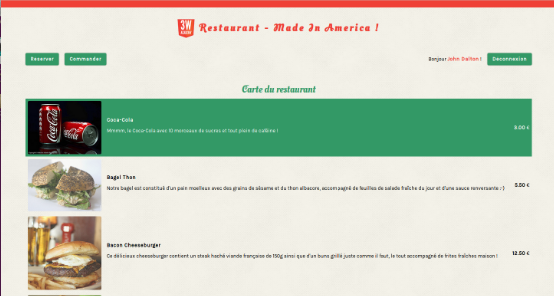 3W
Restaurant - Made In America !
Réserver
Commander
Bonjour John Dalton !
Déconnexion
Carte du restaurant
Coca-Cola
3.00 €
Mmmm, le Coca-Cola avec 10 morceaux de sucres et tout plein de caféine !
Bagel Thon
Notre bagel est constitué d'un pain moelleux avec des grains de sésame et du thon albacore, accompagné de feuilles de salade fraîche du jour et d'une sauce renversante :-)
5.50 €
Bacon Cheeseburger
12.50 €
Ce délicieux cheeseburger contient un steak haché viande française de 150g ainsi que d'un buns grillé juste comme il faut, le tout accompagné de frites fraîches maison !